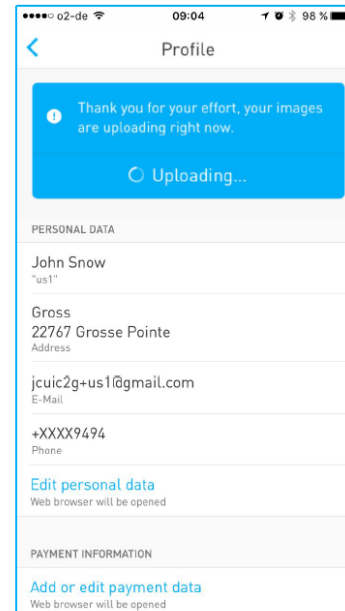 o2-de 09:04 98 %
Profile
Thank you for your effort, your images
are uploading right now.
Uploading...
PERSONAL DATA
John Snow
"us1"
Gross
22767 Grosse Pointe
Address
jcuic2g+us1@gmail.com
E-Mail
+XXXX9494
Phone
Edit personal data
Web browser will be opened
PAYMENT INFORMATION
Add or edit payment data
Web browser will be opened